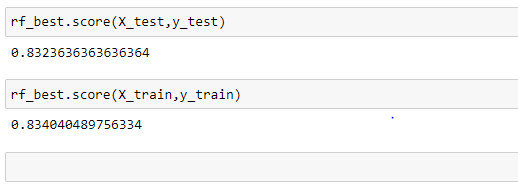 rf_best.score(X_test,y_test)
0.8323636363636364
rf_best.score(X_train,y_train)
0.834040489756334